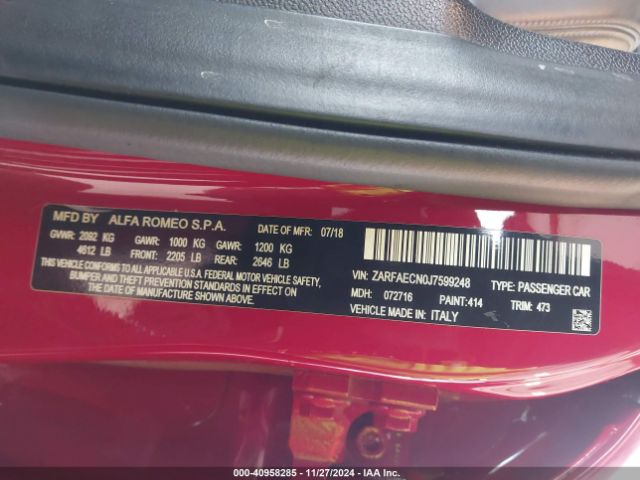 MFD BY ALFA ROMEO S.P.A. DATE OF MFR: 07/18
GVWR: 2092 KG GAWR: 1000 KG GAWR: 1200 KG
4612 LB FRONT: 2205 LB REAR: 2646 LB
THIS VEHICLE CONFORMS TO ALL APPLICABLE U.S.A. FEDERAL MOTOR VEHICLE SAFETY,
BUMPER AND THEFT PREVENTION STANDARDS IN EFFECT ON
THE DATE OF MANUFACTURE SHOWN ABOVE.
VIN: ZARFAECN0J7599248 TYPE: PASSENGER CAR
MDH: 072716 PAINT: 414 TRIM: 473
VEHICLE MADE IN: ITALY
000-40958285 - 11/27/2024 - IAAI.COM